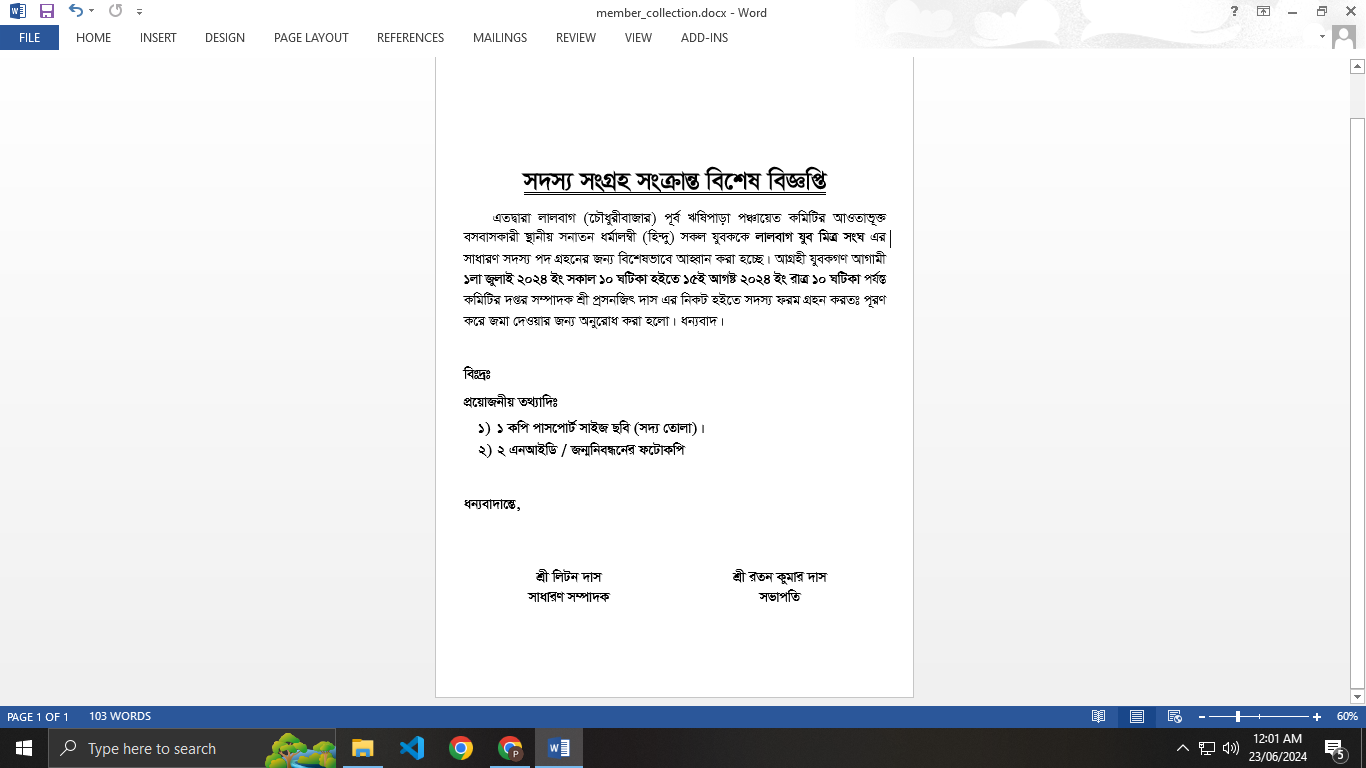 member_collection.docx - Word
FILE HOME INSERT DESIGN PAGE LAYOUT REFERENCES MAILINGS REVIEW VIEW ADD-INS
সদস্য সংগ্রহ সংক্রান্ত বিশেষ বিজ্ঞপ্তি
এতদ্বারা লালবাগ (চৌধুরীবাজার) পূর্ব ঋষিপাড়া পঞ্চায়েত কমিটির আওতাভূক্ত
বসবাসকারী স্থানীয় সনাতন ধর্মালম্বী (হিন্দু) সকল যুবককে লালবাগ যুব মিত্র সংঘ এর
সাধারণ সদস্য পদ গ্রহনের জন্য বিশেষভাবে আহ্বান করা হচ্ছে। আগ্রহী যুবকগণ আগামী
১লা জুলাই ২০২৪ ইং সকাল ১০ ঘটিকা হইতে ১৫ই আগষ্ট ২০২৪ ইং রাত্র ১০ ঘটিকা পর্যন্ত
কমিটির দপ্তর সম্পাদক শ্রী প্রসনজিৎ দাস এর নিকট হইতে সদস্য ফরম গ্রহন করতঃ পূরণ
করে জমা দেওয়ার জন্য অনুরোধ করা হলো। ধন্যবাদ।
বিঃদ্রঃ
প্রয়োজনীয় তথ্যাদিঃ
১) ১ কপি পাসপোর্ট সাইজ ছবি (সদ্য তোলা)।
২) ২ এনআইডি / জন্মনিবন্ধনের ফটোকপি
ধন্যবাদান্তে,
শ্রী লিটন দাস শ্রী রতন কুমার দাস
সাধারণ সম্পাদক সভাপতি
PAGE 1 OF 1 103 WORDS 60%
Type here to search
12:01 AM
23/06/2024
5